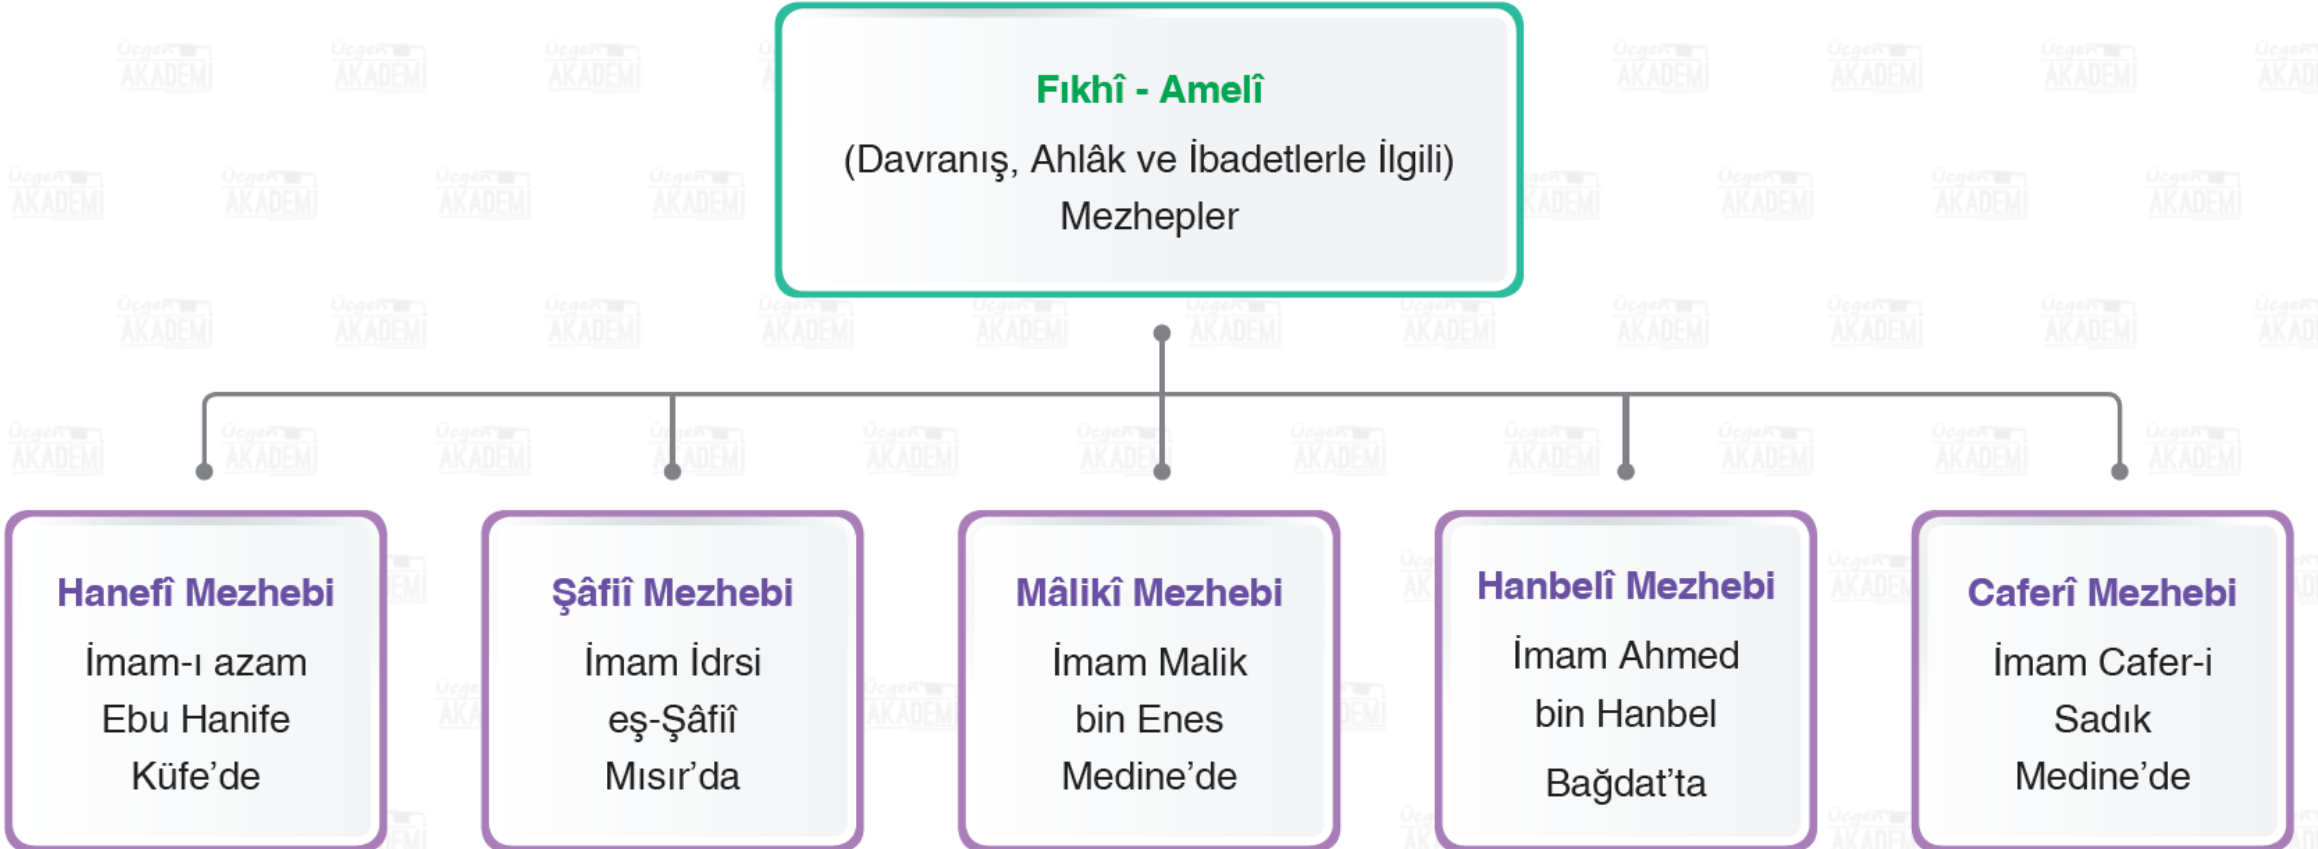 Fıkhî - Amelî
(Davranış, Ahlâk ve İbadetlerle İlgili)
Mezhepler
Hanefî Mezhebi
İmam-ı azam
Ebu Hanife
Küfe’de
Şâfiî Mezhebi
İmam İdrsi
eş-Şâfiî
Mısır’da
Mâlikî Mezhebi
İmam Malik
bin Enes
Medine’de
Hanbelî Mezhebi
İmam Ahmed
bin Hanbel
Bağdat’ta
Caferî Mezhebi
İmam Cafer-i
Sadık
Medine’de
Üçgen
AKADEMİ